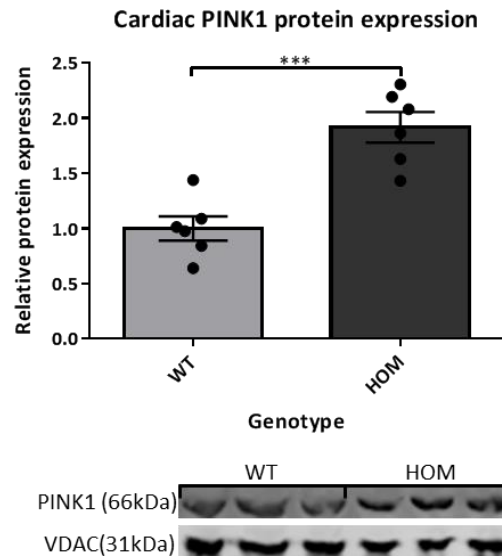 Cardiac PINK1 protein expression
***
Relative protein expression
2.5
2.0
1.5
1.0
0.5
0.0
WT
HOM
Genotype
WT HOM
PINK1 (66kDa)
VDAC(31kDa)